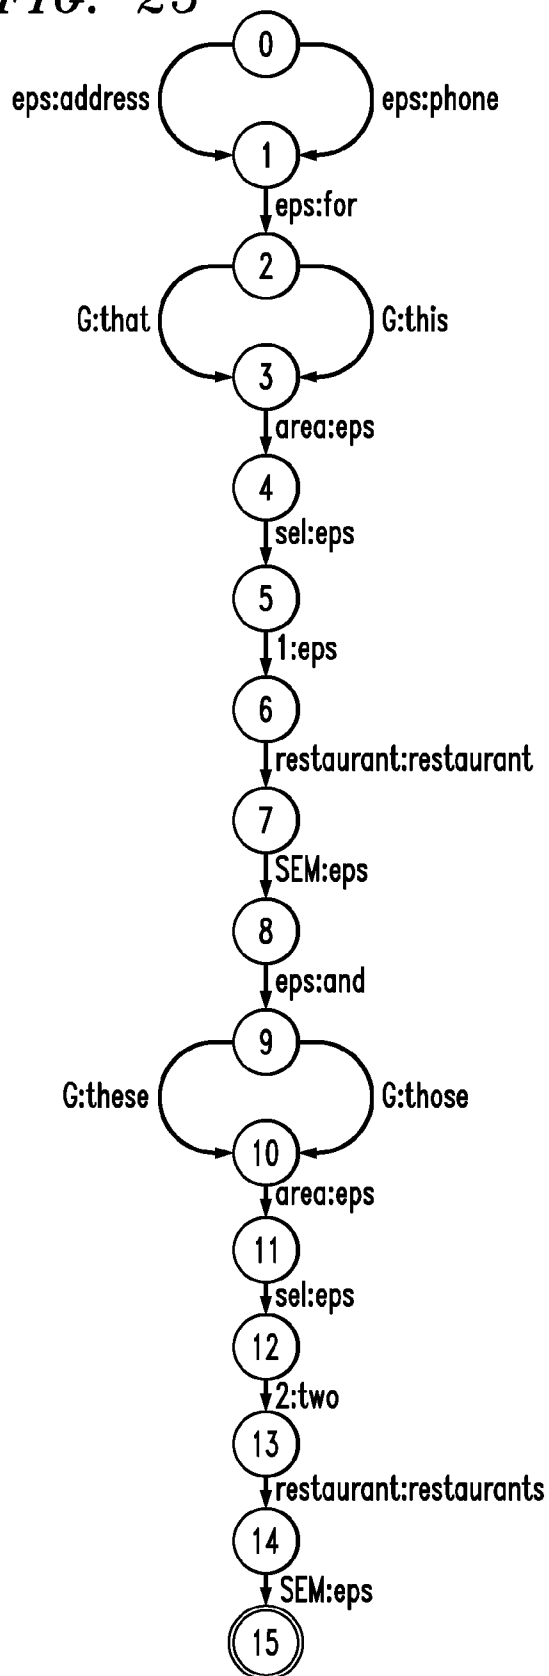 FIG. 23
0
eps:address eps:phone
1
eps:for
2
G:that G:this
3
area:eps
4
sel:eps
5
1:eps
6
restaurant:restaurant
7
SEM:eps
8
eps:and
9
G:these G:those
10
area:eps
11
sel:eps
12
2:two
13
restaurant:restaurants
14
SEM:eps
15